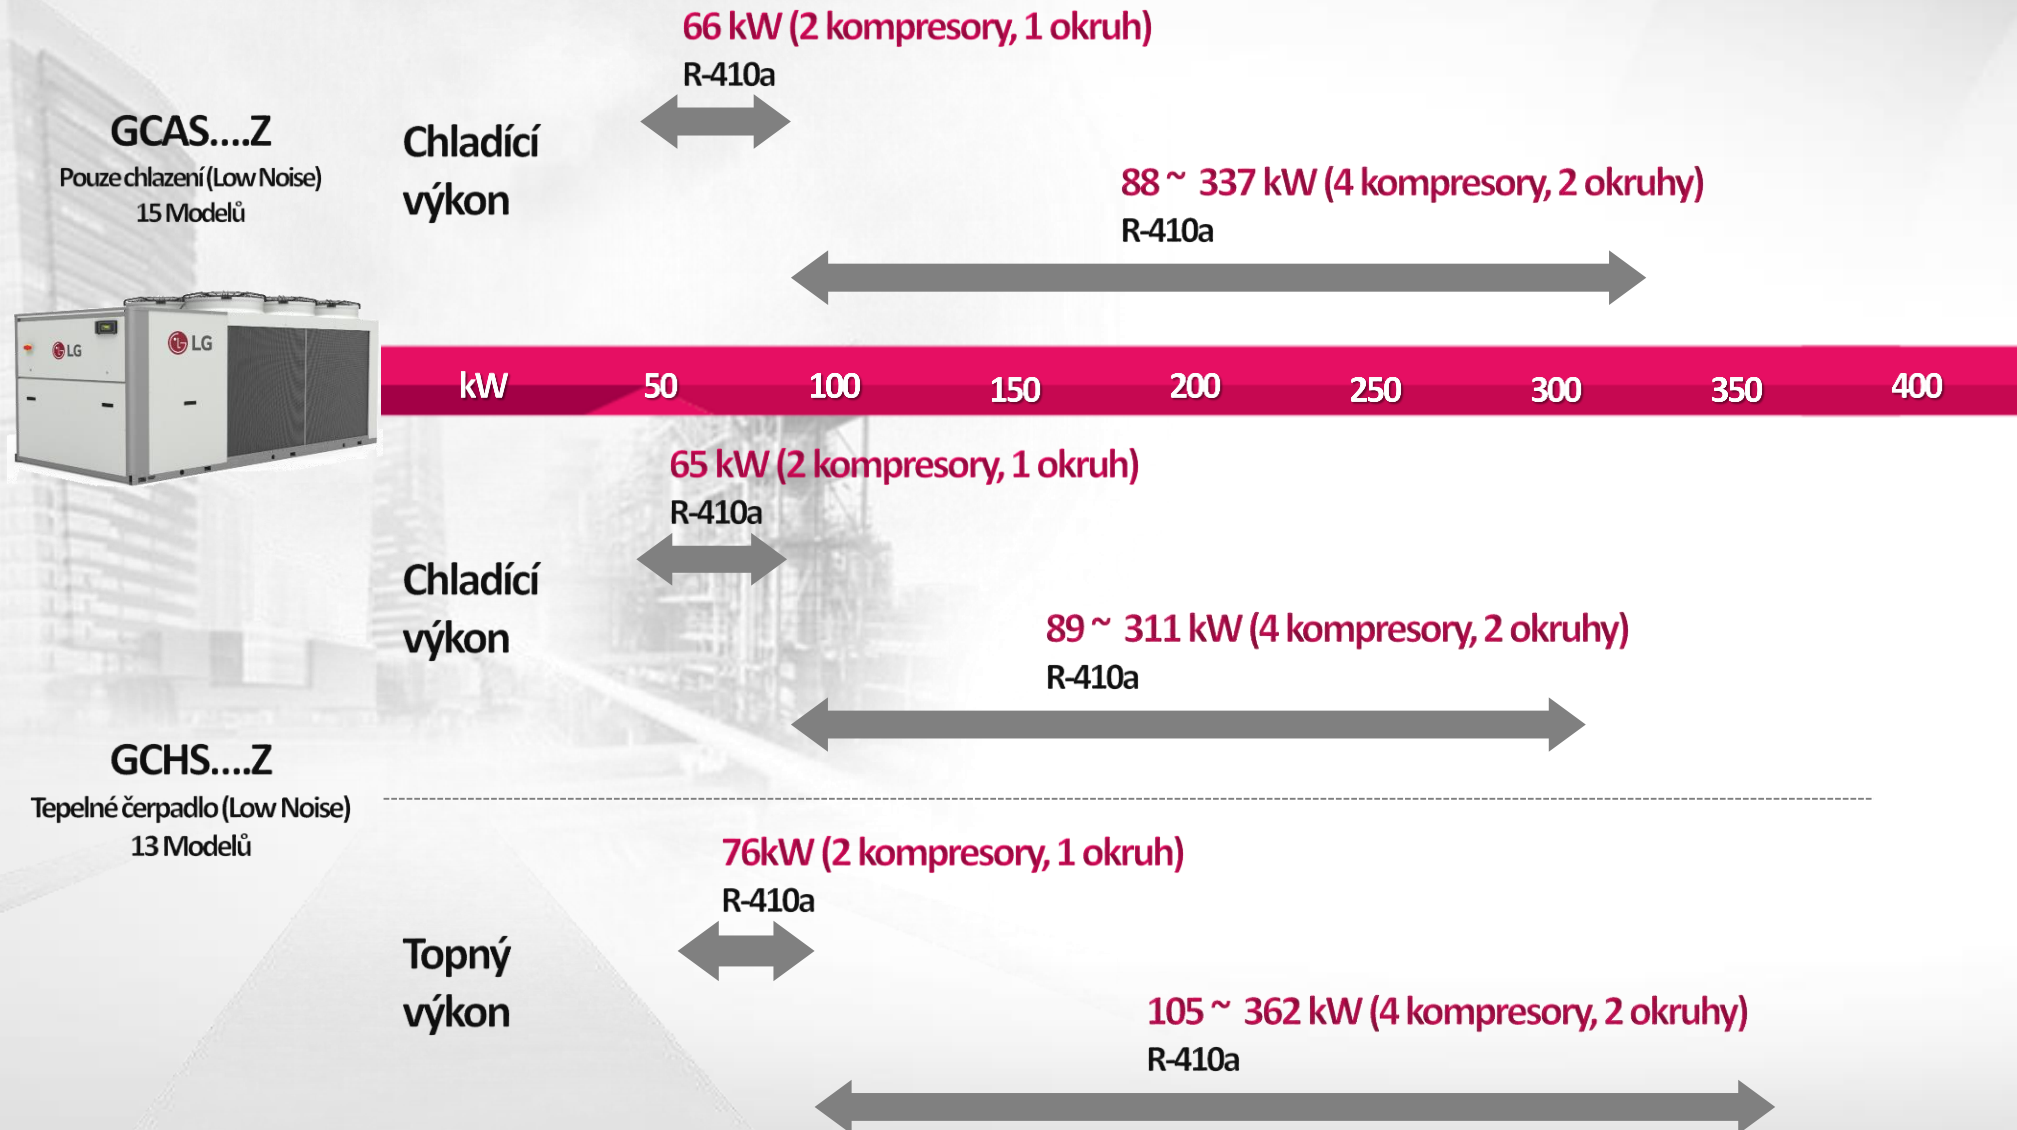 66 kW (2 kompresory, 1 okruh)
R-410a
GCAS....Z
Pouze chlazení (Low Noise)
15 Modelů
Chladící
výkon
88 ~ 337 kW (4 kompresory, 2 okruhy)
R-410a
LG
LG
kW 50 100 150 200 250 300 350 400
65 kW (2 kompresory, 1 okruh)
R-410a
Chladící
výkon
89 ~ 311 kW (4 kompresory, 2 okruhy)
R-410a
GCHS....Z
Tepelné čerpadlo (Low Noise)
13 Modelů
76kW (2 kompresory, 1 okruh)
R-410a
Topný
výkon
105 ~ 362 kW (4 kompresory, 2 okruhy)
R-410a